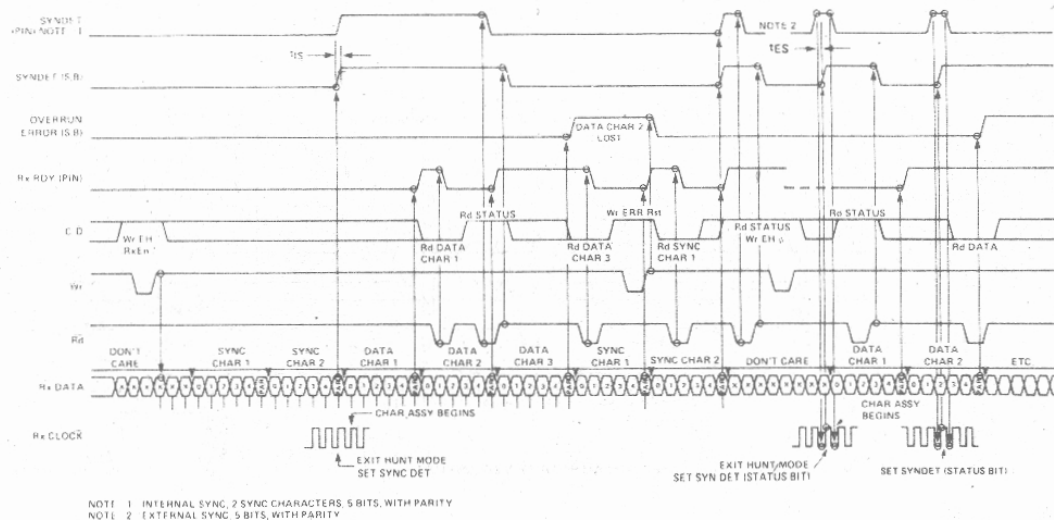 SYNDET
(PIN) NOTE 1
NOTE 2
tIS
tES
SYNDET (S.B)
OVERRUN
ERROR (S.B)
DATA CHAR 2
LOST
Rx RDY (PIN)
Rd STATUS
Wr ERR Rst
Rd STATUS
C/D
Wr EH
RxEn
Rd DATA
CHAR 1
Rd DATA
CHAR 3
Rd SYNC
CHAR 1
Rd STATUS
Wr EH
Rd DATA
Wr
Rd
DON'T
CARE
SYNC
CHAR 1
SYNC
CHAR 2
DATA
CHAR 1
DATA
CHAR 2
DATA
CHAR 3
SYNC
CHAR 1
SYNC CHAR 2
DON'T CARE
DATA
CHAR 1
DATA
CHAR 2
ETC
Rx DATA
CHAR ASSY BEGINS
CHAR ASSY
BEGINS
Rx CLOCK
EXIT HUNT MODE
SET SYNC DET
EXIT HUNT MODE
SET SYN DET (STATUS BIT)
SET SYNDET (STATUS BIT)
NOTE 1 INTERNAL SYNC, 2 SYNC CHARACTERS, 5 BITS, WITH PARITY
NOTE 2 EXTERNAL SYNC, 5 BITS, WITH PARITY